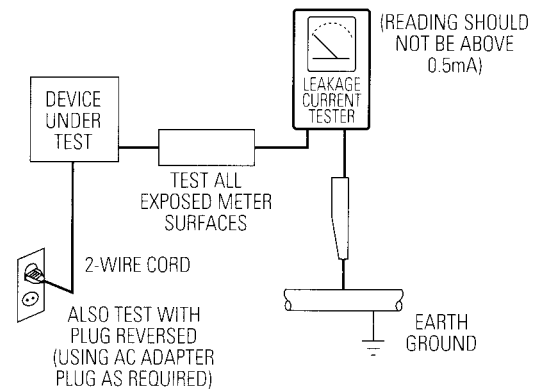 (READING SHOULD
NOT BE ABOVE
0.5mA)
LEAKAGE
CURRENT
TESTER
DEVICE
UNDER
TEST
TEST ALL
EXPOSED METER
SURFACES
2-WIRE CORD
ALSO TEST WITH
PLUG REVERSED
(USING AC ADAPTER
PLUG AS REQUIRED)
EARTH
GROUND